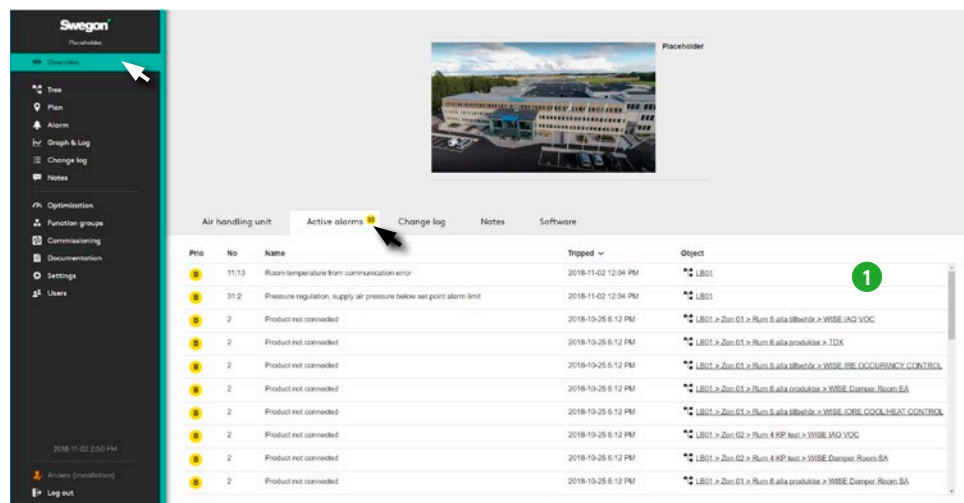 Swegon
Placeholder
Overview
Tree
Plan
Alarm
Graph & Log
Change log
Notes
Optimization
Function groups
Commissioning
Documentation
Settings
Users
2018-11-02 2:50 PM
Anders (Installation)
Log out
Placeholder
Air handling unit Active alarms Change log Notes Software
Prio No Name Tripped Object
B 11:13 Room temperature from communication error 2018-11-02 12:04 PM LB01
B 31:2 Pressure regulation, supply air pressure below set point alarm limit 2018-11-02 12:04 PM LB01
B 2 Product not connected 2018-10-25 6:12 PM LB01 > Zon 01 > Rum 5 alla tillbehör > WISE IAQ VOC
B 2 Product not connected 2018-10-25 6:12 PM LB01 > Zon 01 > Rum 6 alla produkter > TDX
B 2 Product not connected 2018-10-25 6:12 PM LB01 > Zon 01 > Rum 5 alla tillbehör > WISE IRE OCCUPANCY CONTROL
B 2 Product not connected 2018-10-25 6:12 PM LB01 > Zon 01 > Rum 6 alla produkter > WISE Damper Room EA
B 2 Product not connected 2018-10-25 6:12 PM LB01 > Zon 01 > Rum 5 alla tillbehör > WISE IORE COOL/HEAT CONTROL
B 2 Product not connected 2018-10-25 6:12 PM LB01 > Zon 02 > Rum 4 KP test > WISE IAQ VOC
B 2 Product not connected 2018-10-25 6:12 PM LB01 > Zon 02 > Rum 4 KP test > WISE Damper Room SA
B 2 Product not connected 2018-10-25 6:12 PM LB01 > Zon 01 > Rum 5 alla tillbehör > WISE Damper Room SA
1